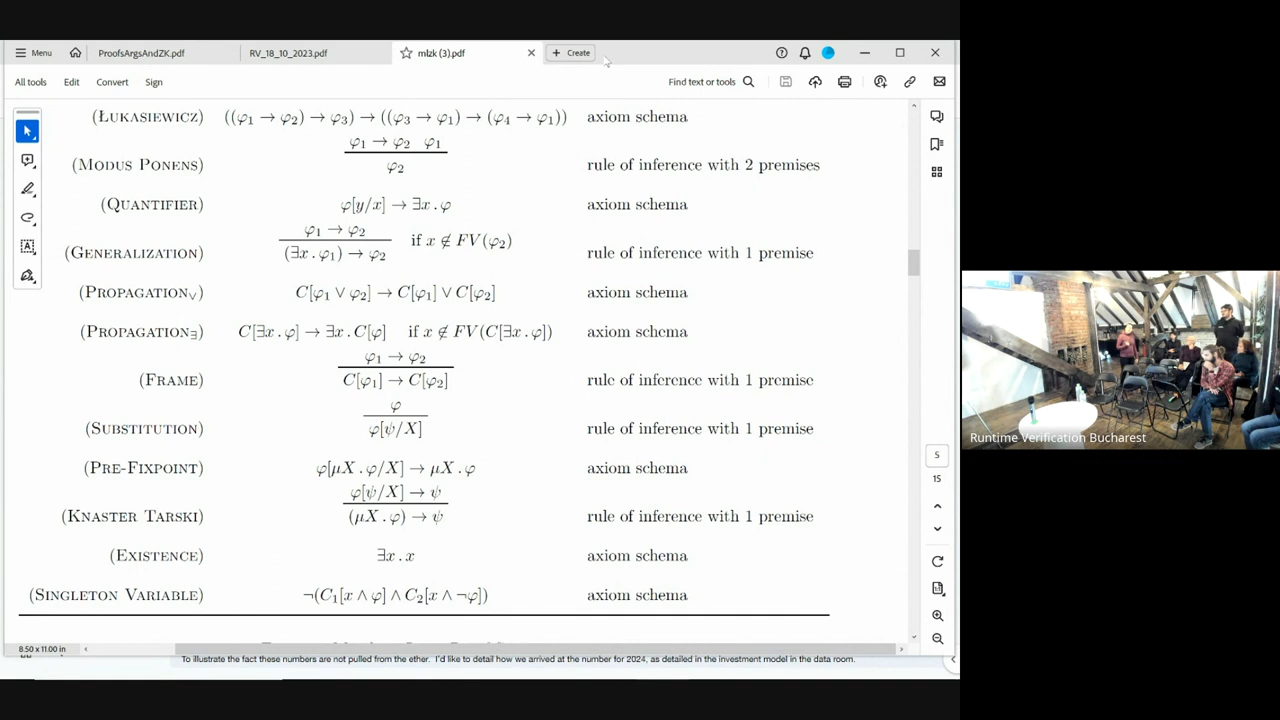 Menu ProofsArgsAndZK.pdf RV_18_10_2023.pdf mlzk (3).pdf Create
All tools Edit Convert Sign Find text or tools
(ŁUKASIEWICZ) ((φ₁ → φ₂) → φ₃) → ((φ₃ → φ₁) → (φ₄ → φ₁)) axiom schema
φ₁ → φ₂ φ₁
(MODUS PONENS) φ₂ rule of inference with 2 premises
(QUANTIFIER) φ[y/x] → ∃x . φ axiom schema
φ₁ → φ₂ if x ∉ FV(φ₂)
(GENERALIZATION) (∃x . φ₁) → φ₂ rule of inference with 1 premise
(PROPAGATION∨) C[φ₁ ∨ φ₂] → C[φ₁] ∨ C[φ₂] axiom schema
(PROPAGATION∃) C[∃x . φ] → ∃x . C[φ] if x ∉ FV(C[∃x . φ]) axiom schema
φ₁ → φ₂
(FRAME) C[φ₁] → C[φ₂] rule of inference with 1 premise
φ
(SUBSTITUTION) φ[ψ/X] rule of inference with 1 premise
(PRE-FIXPOINT) φ[μX . φ/X] → μX . φ axiom schema
φ[ψ/X] → ψ
(KNASTER TARSKI) (μX . φ) → ψ rule of inference with 1 premise
(EXISTENCE) ∃x . x axiom schema
(SINGLETON VARIABLE) ¬(C₁[x ∧ φ] ∧ C₂[x ∧ ¬φ]) axiom schema
5
15
8.50 x 11.00 in
To illustrate the fact these numbers are not pulled from the ether. I'd like to detail how we arrived at the number for 2024, as detailed in the investment model in the data room.
Runtime Verification Bucharest